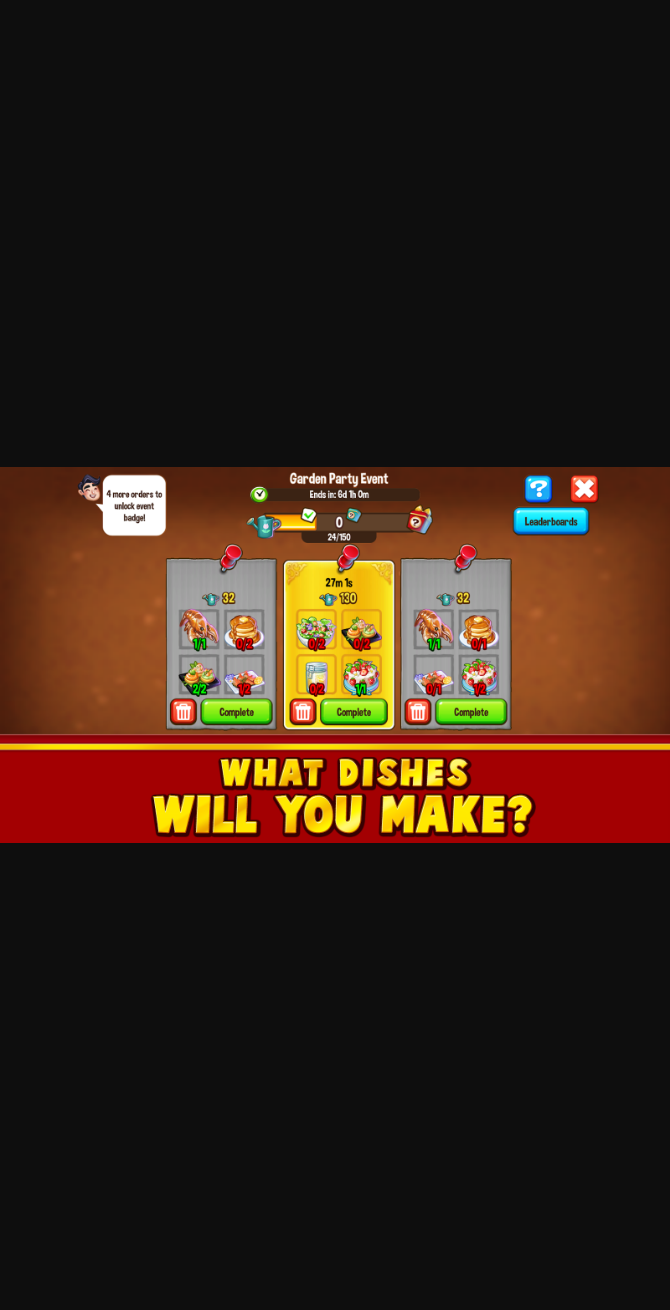 Garden Party Event
Ends in: 6d 1h 0m
4 more orders to
unlock event
badge!
?
0
?
24/150
Leaderboards
32
1/1
0/2
2/2
1/2
Complete
27m 1s
130
0/2
0/2
0/2
1/1
Complete
32
1/1
0/1
0/1
1/2
Complete
WHAT DISHES
WILL YOU MAKE?